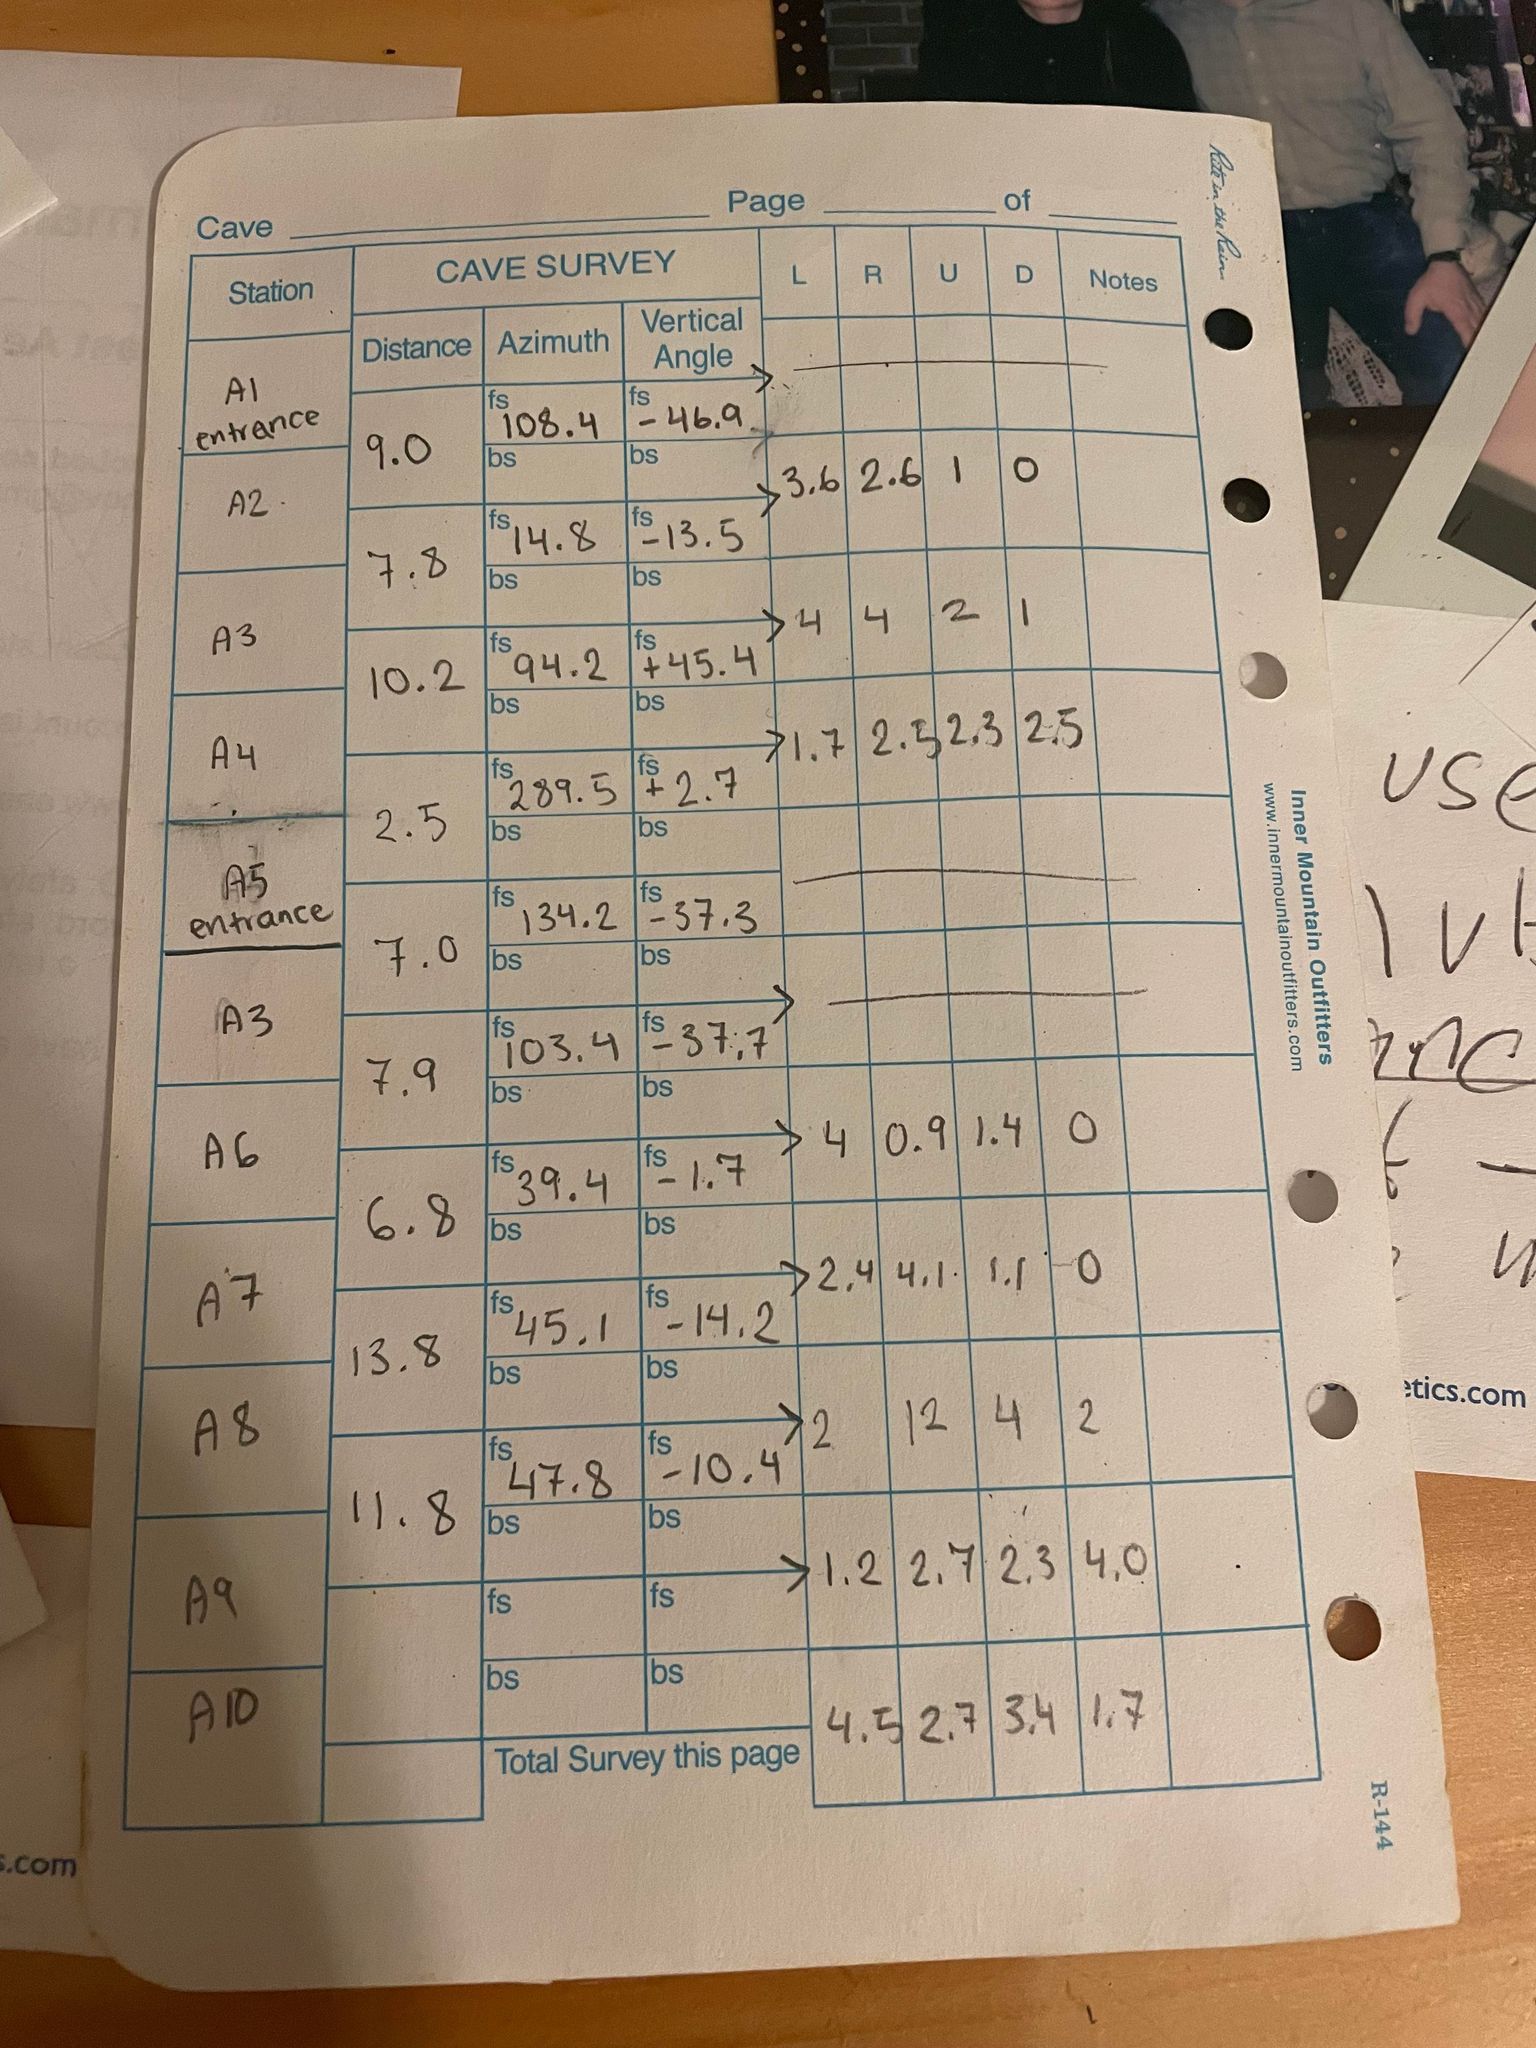 Cave Page of
Rite in the Rain
Station CAVE SURVEY L R U D Notes
Distance Azimuth Vertical Angle
A1 entrance
9.0 fs 108.4 fs -46.9
bs bs
A2 3.6 2.6 1 0
7.8 fs 14.8 fs -13.5
bs bs
A3 4 4 2 1
10.2 fs 94.2 fs +45.4
bs bs
A4 1.7 2.5 2.3 2.5
2.5 fs 289.5 fs +2.7
bs bs
A5 entrance
7.0 fs 134.2 fs -37.3
bs bs
A3
7.9 fs 103.4 fs -37.7
bs bs
A6 4 0.9 1.4 0
6.8 fs 39.4 fs -1.7
bs bs
A7 2.4 4.1 1.1 0
13.8 fs 45.1 fs -14.2
bs bs
A8 2 12 4 2
11.8 fs 47.8 fs -10.4
bs bs
A9 1.2 2.7 2.3 4.0
fs fs
bs bs
A10 4.5 2.7 3.4 1.7
Total Survey this page
Inner Mountain Outfitters
www.innermountainoutfitters.com
R-144
use
etics.com
s.com